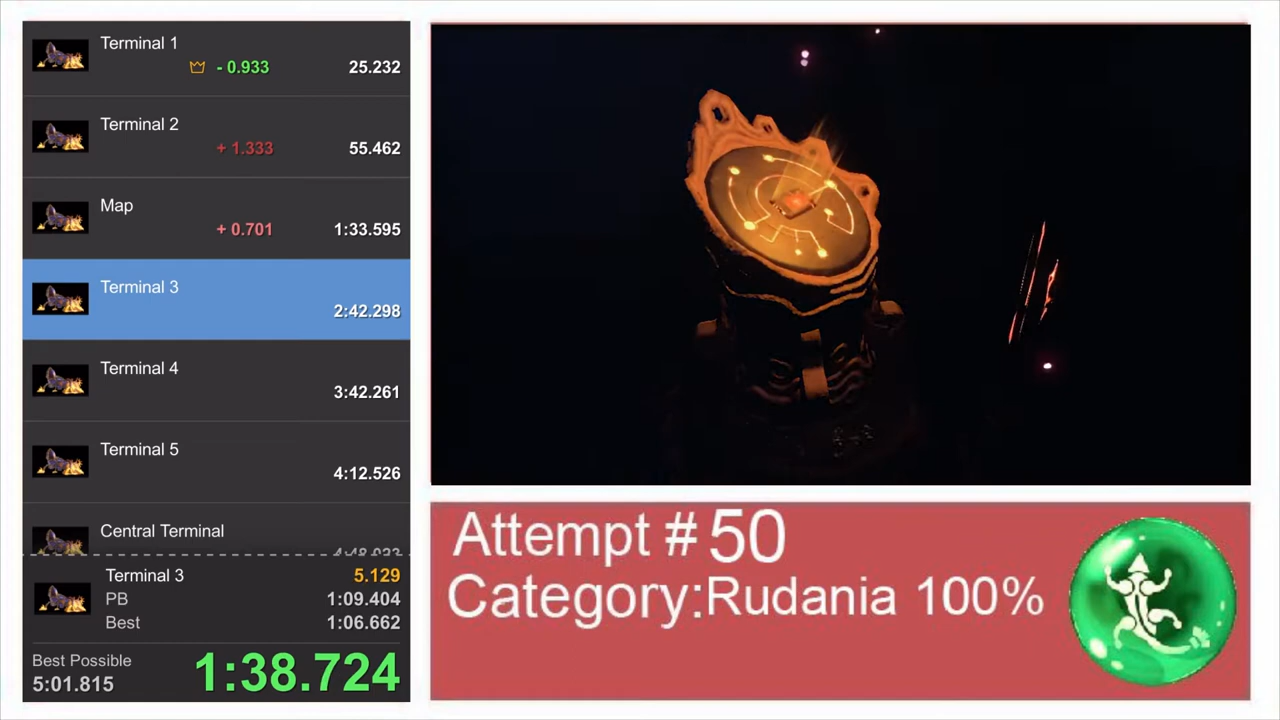 Terminal 1
- 0.933 25.232
Terminal 2
+ 1.333 55.462
Map
+ 0.701 1:33.595
Terminal 3
2:42.298
Terminal 4
3:42.261
Terminal 5
4:12.526
Central Terminal
Terminal 3 5.129
PB 1:09.404
Best 1:06.662
Best Possible
5:01.815
1:38.724
Attempt # 50
Category:Rudania 100%